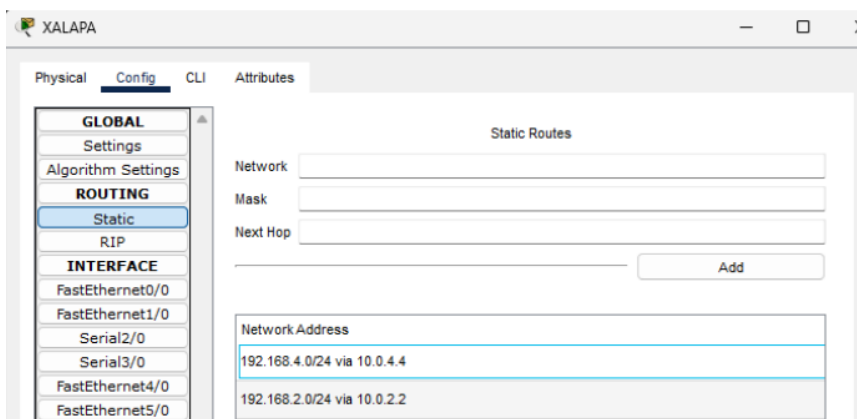 XALAPA
Physical Config CLI Attributes
GLOBAL
Settings
Algorithm Settings
ROUTING
Static
RIP
INTERFACE
FastEthernet0/0
FastEthernet1/0
Serial2/0
Serial3/0
FastEthernet4/0
FastEthernet5/0
Static Routes
Network
Mask
Next Hop
Add
Network Address
192.168.4.0/24 via 10.0.4.4
192.168.2.0/24 via 10.0.2.2